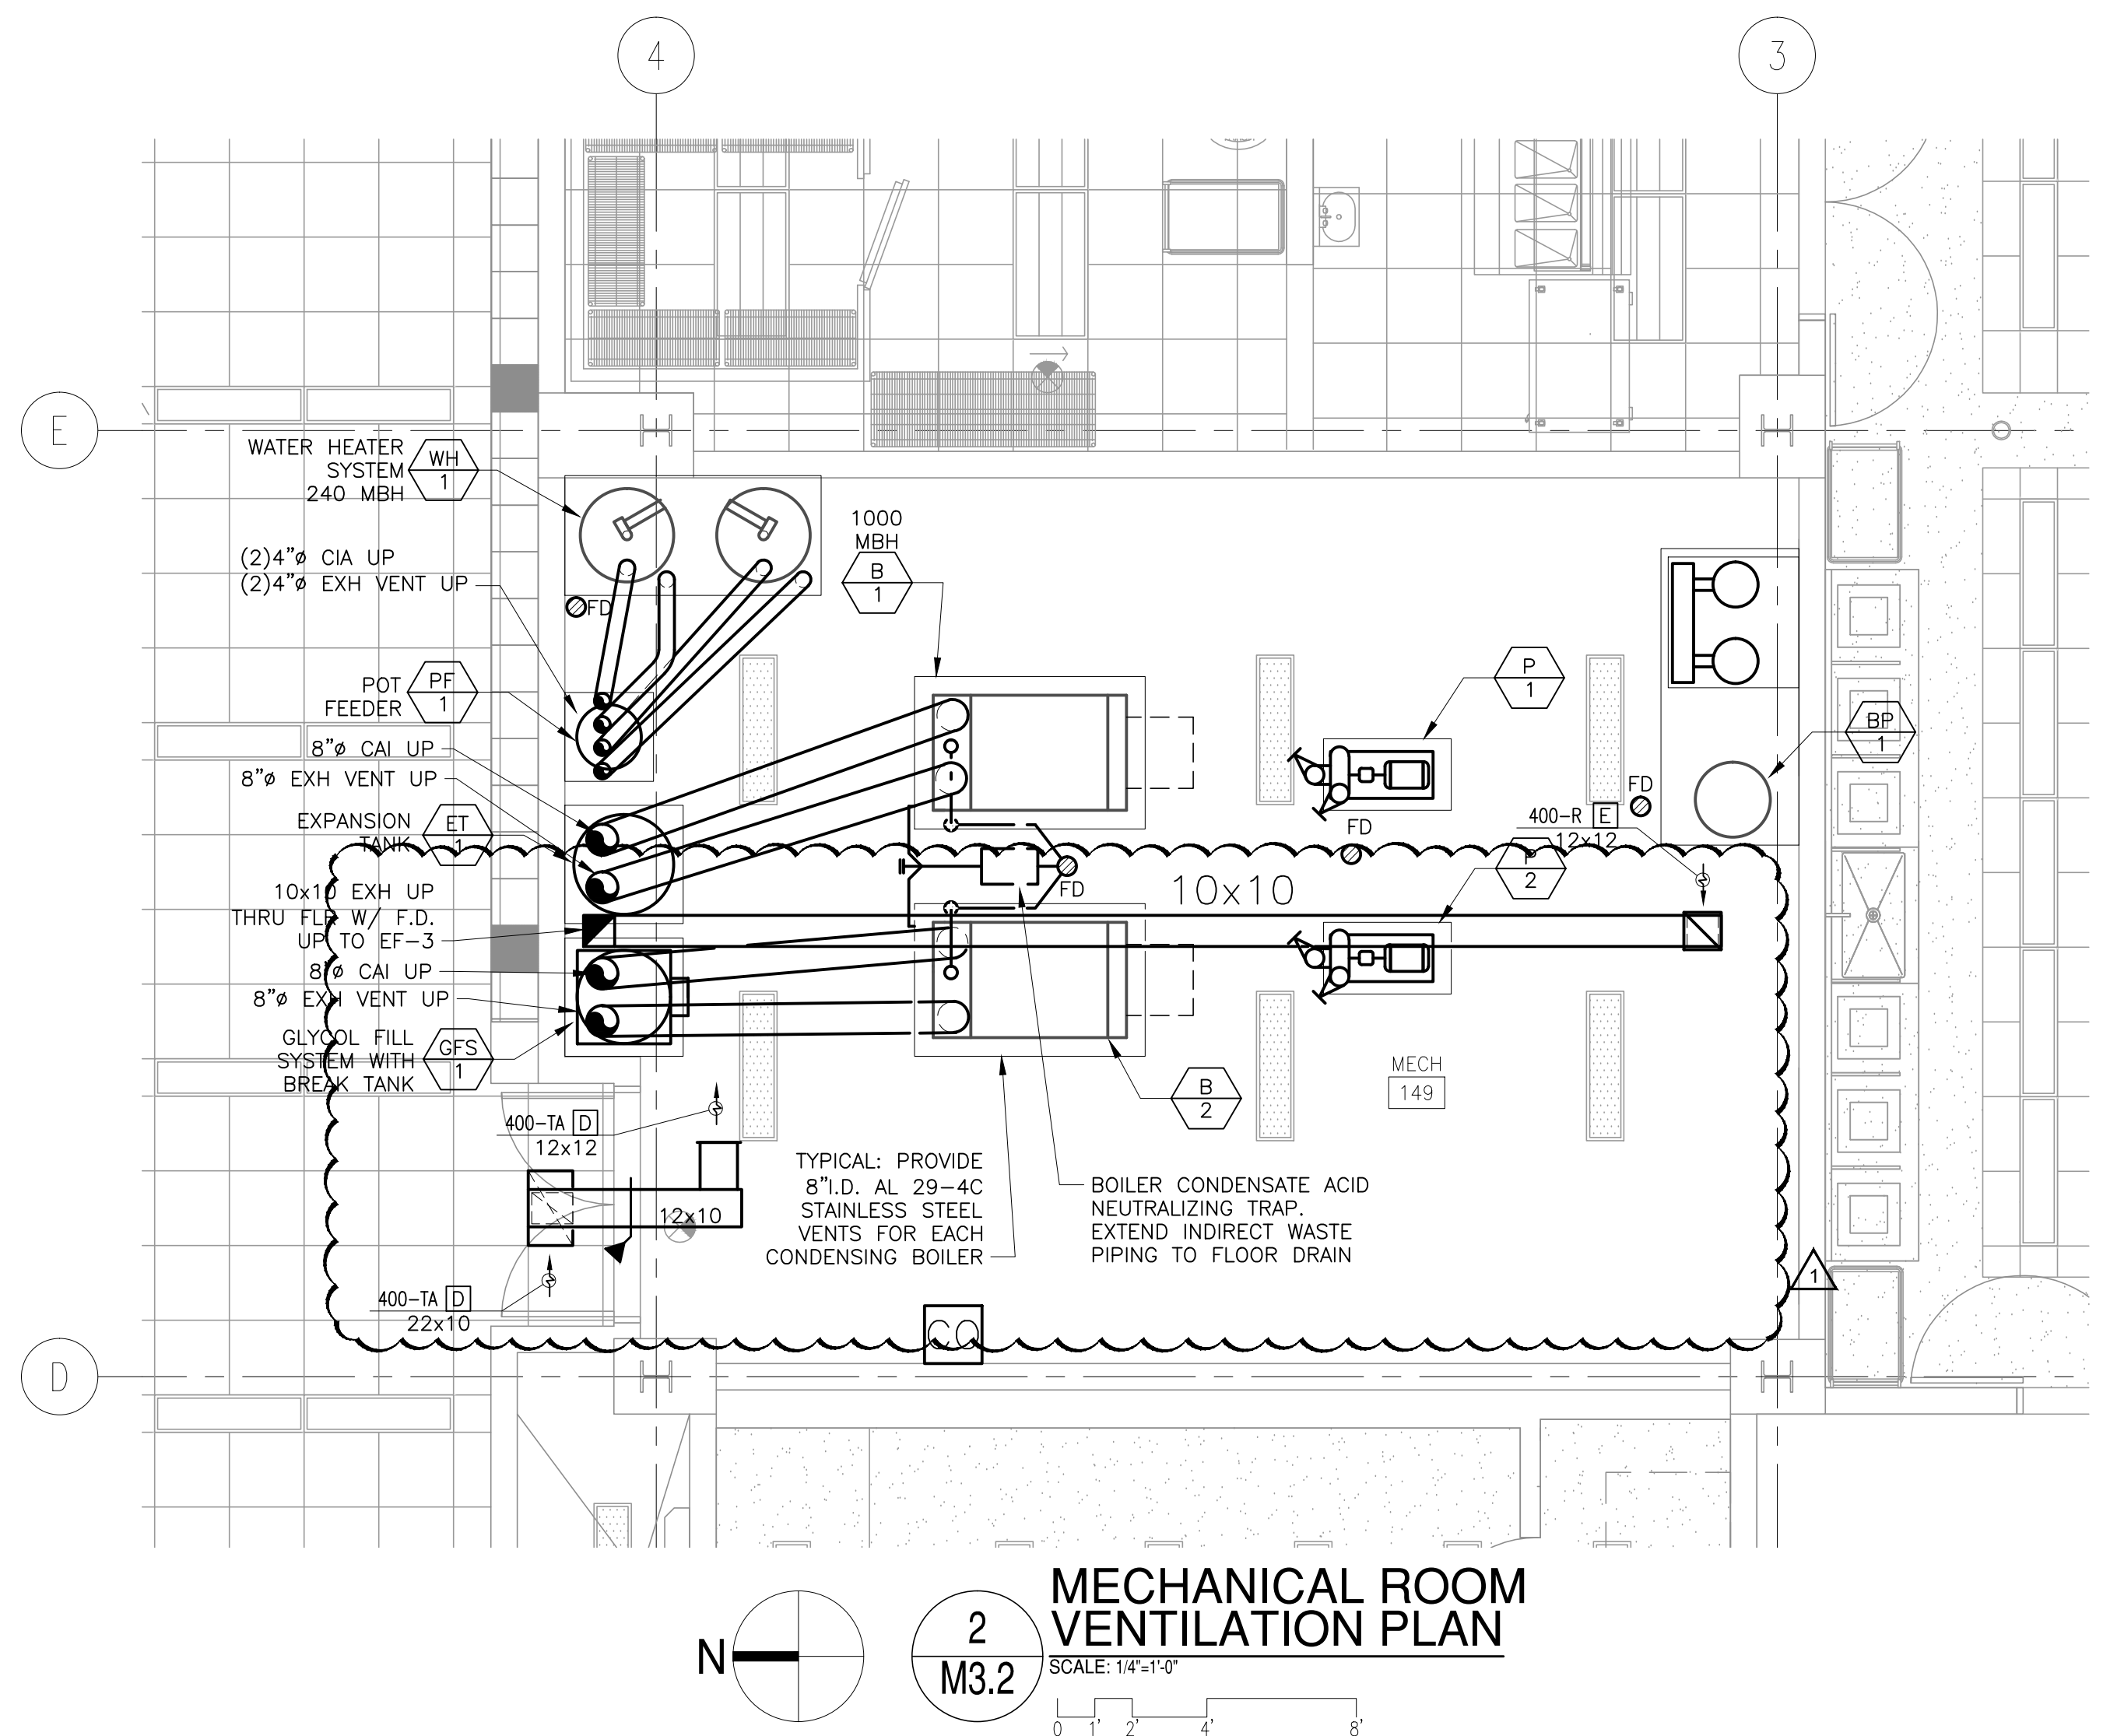 4
3
E
WATER HEATER
SYSTEM
240 MBH
WH
1
1000
MBH
B
1
(2)4"ø CIA UP
(2)4"ø EXH VENT UP
FD
POT
FEEDER
PF
1
P
1
BP
1
8"ø CAI UP
8"ø EXH VENT UP
FD
EXPANSION
TANK
ET
1
400-R E
12x12
FD
P
2
10x10 EXH UP
THRU FLR W/ F.D.
UP TO EF-3
FD
10x10
8"ø CAI UP
8"ø EXH VENT UP
GLYCOL FILL
SYSTEM WITH
BREAK TANK
GFS
1
MECH
149
B
2
400-TA D
12x12
12x10
TYPICAL: PROVIDE
8"I.D. AL 29-4C
STAINLESS STEEL
VENTS FOR EACH
CONDENSING BOILER
BOILER CONDENSATE ACID
NEUTRALIZING TRAP.
EXTEND INDIRECT WASTE
PIPING TO FLOOR DRAIN
1
400-TA D
22x10
CO
D
N
2
M3.2
MECHANICAL ROOM
VENTILATION PLAN
SCALE: 1/4"=1'-0"
0 1' 2' 4' 8'